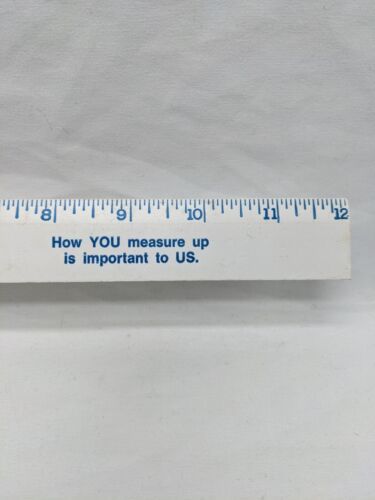 8 9 10 11 12
How YOU measure up
is important to US.